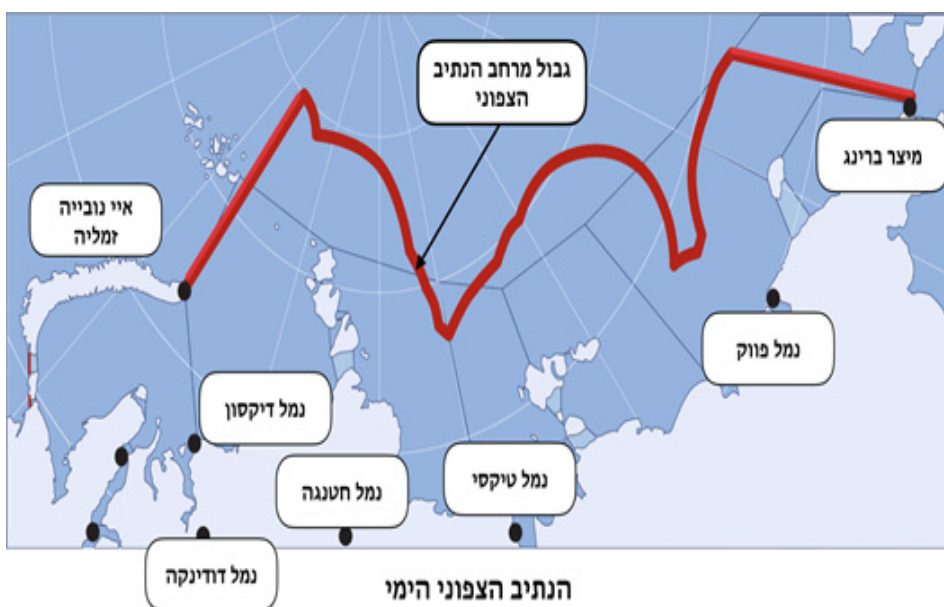 גבול מרחב הנתיב
הצפוני
מיצר ברינג
איי נובייה
זמליה
נמל פווק
נמל דיקסון
נמל טיקסי
נמל חטנגה
נמל דודינקה
הנתיב הצפוני הימי